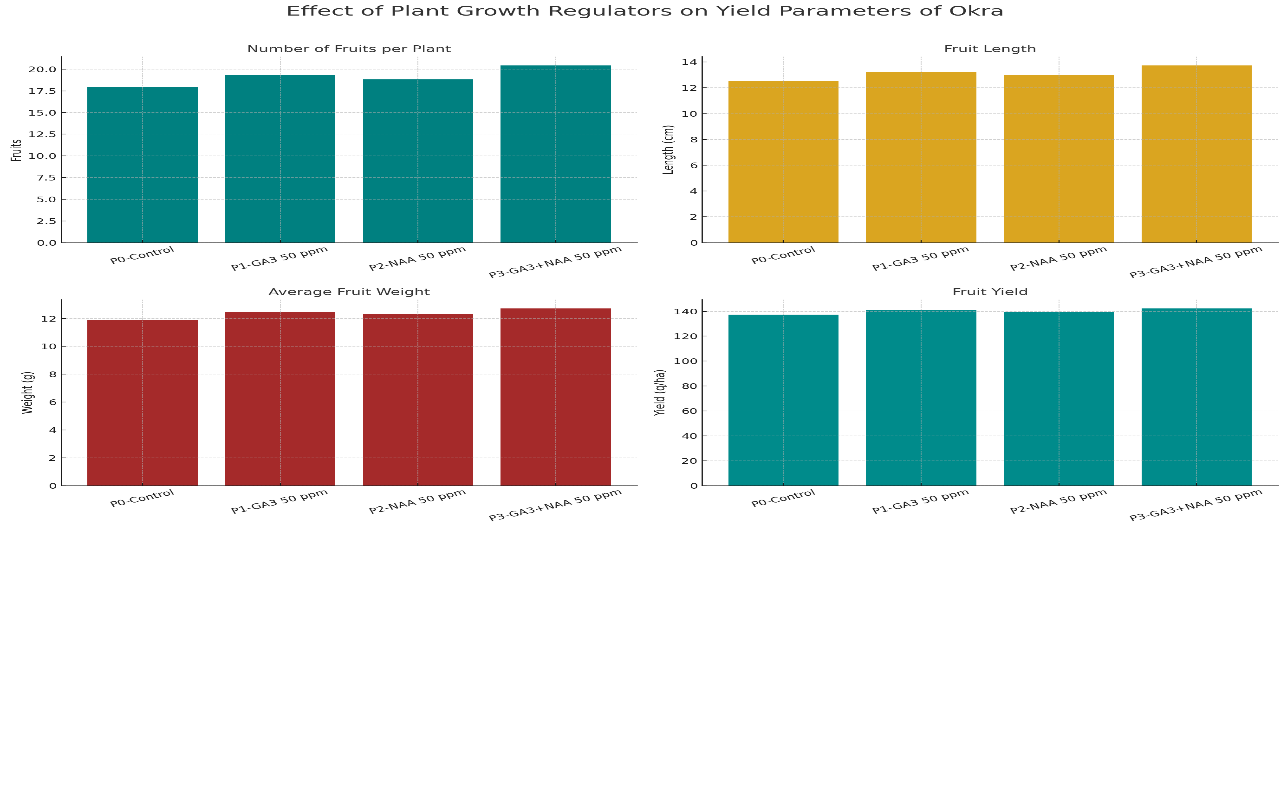 Effect of Plant Growth Regulators on Yield Parameters of Okra
Number of Fruits per Plant
Fruits
20.0
17.5
15.0
12.5
10.0
7.5
5.0
2.5
0.0
P0-Control
P1-GA3 50 ppm
P2-NAA 50 ppm
P3-GA3+NAA 50 ppm
Fruit Length
Length (cm)
14
12
10
8
6
4
2
0
P0-Control
P1-GA3 50 ppm
P2-NAA 50 ppm
P3-GA3+NAA 50 ppm
Average Fruit Weight
Weight (g)
12
10
8
6
4
2
0
P0-Control
P1-GA3 50 ppm
P2-NAA 50 ppm
P3-GA3+NAA 50 ppm
Fruit Yield
Yield (q/ha)
140
120
100
80
60
40
20
0
P0-Control
P1-GA3 50 ppm
P2-NAA 50 ppm
P3-GA3+NAA 50 ppm